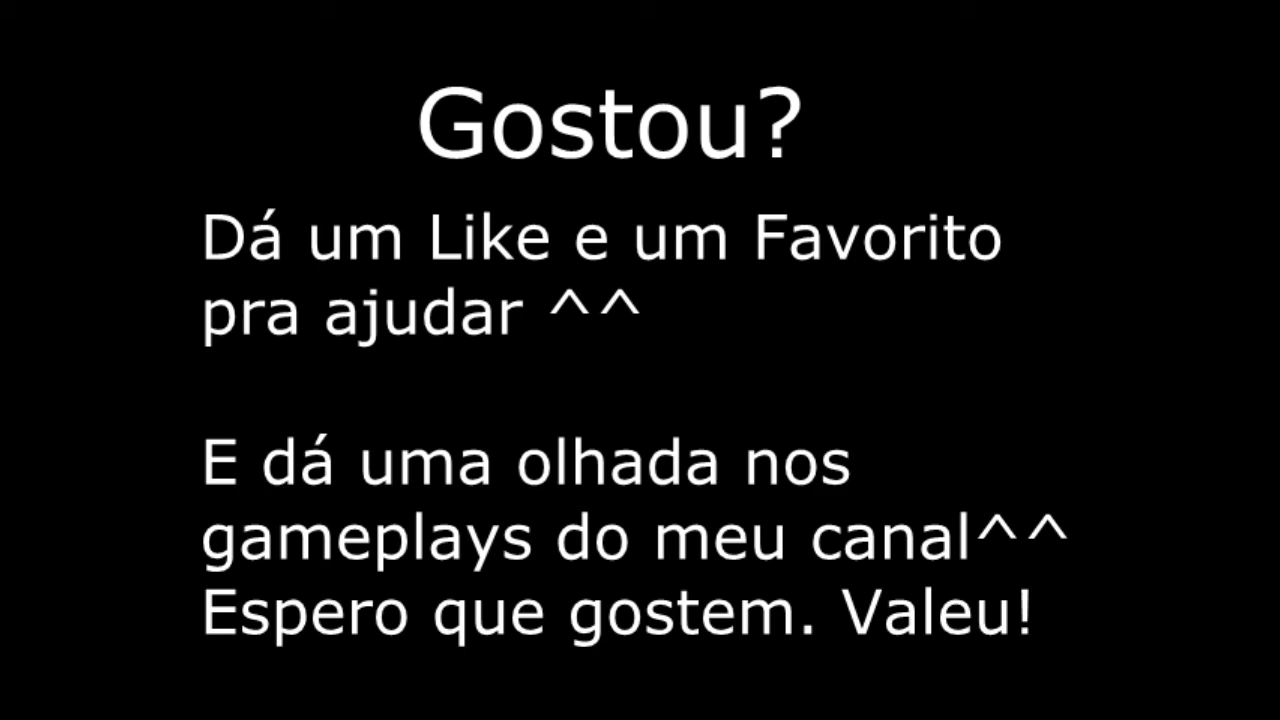 Gostou?
Dá um Like e um Favorito
pra ajudar ^^
E dá uma olhada nos
gameplays do meu canal^^
Espero que gostem. Valeu!